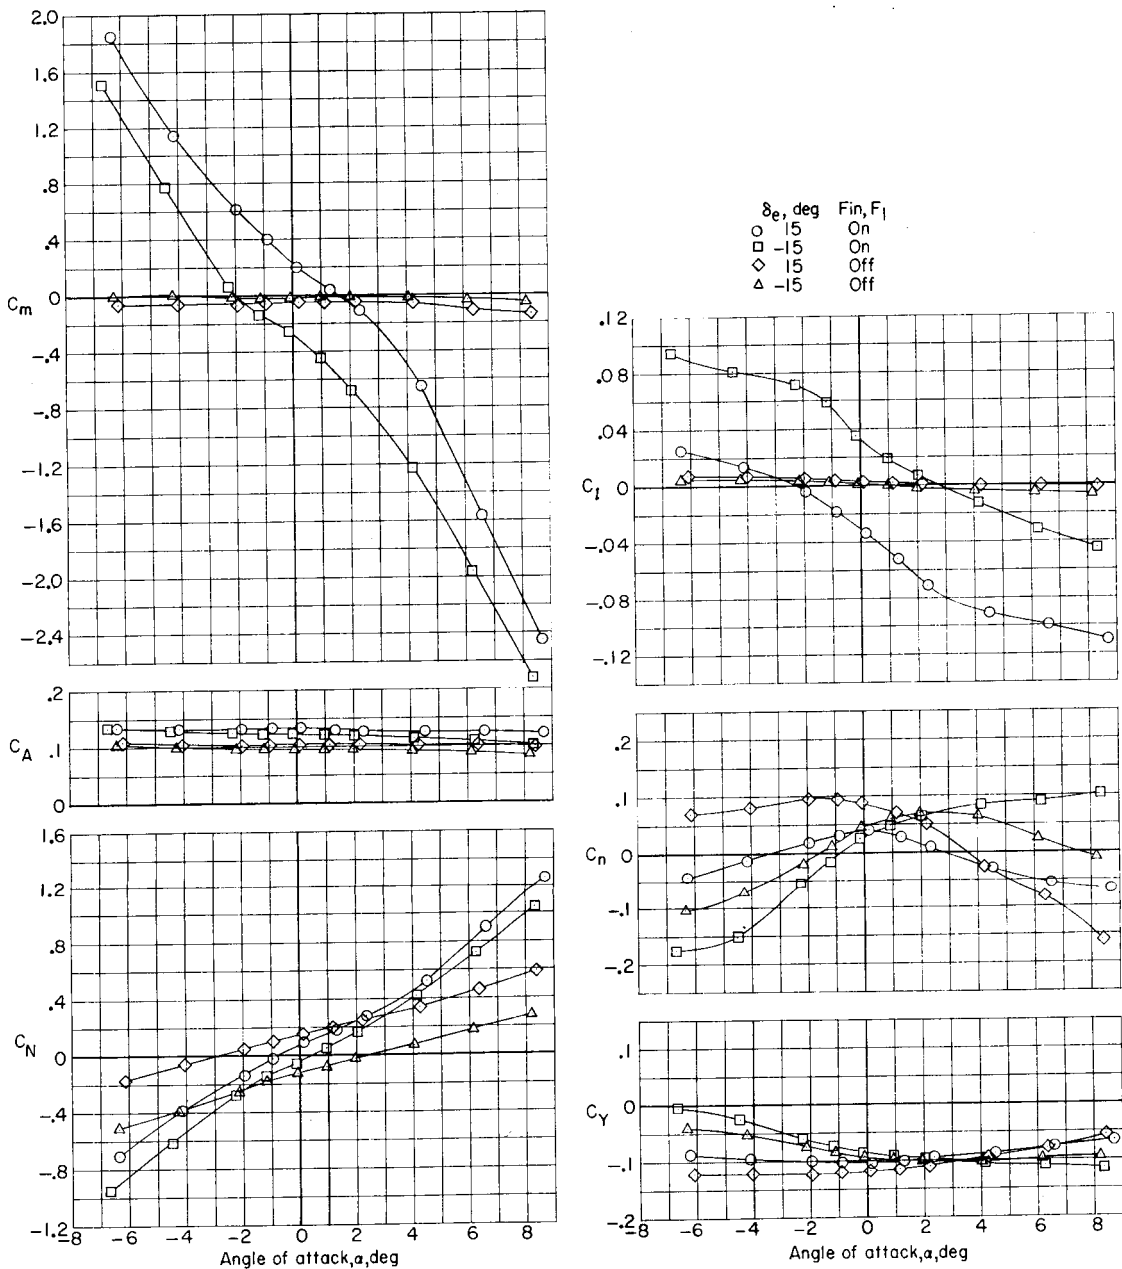 2.0
1.6
1.2
.8
.4
0
C_m
-.4
-.8
-1.2
-1.6
-2.0
-2.4
.2
C_A .1
0
1.6
1.2
.8
.4
C_N 0
-.4
-.8
-1.2
-8 -6 -4 -2 0 2 4 6 8
Angle of attack, α, deg
δ_e, deg Fin, F_1
○ 15 On
□ -15 On
◇ 15 Off
△ -15 Off
.12
.08
.04
C_l 0
-.04
-.08
-.12
.2
.1
C_n 0
-.1
-.2
.1
C_Y 0
-.1
-.2
-8 -6 -4 -2 0 2 4 6 8
Angle of attack, α, deg